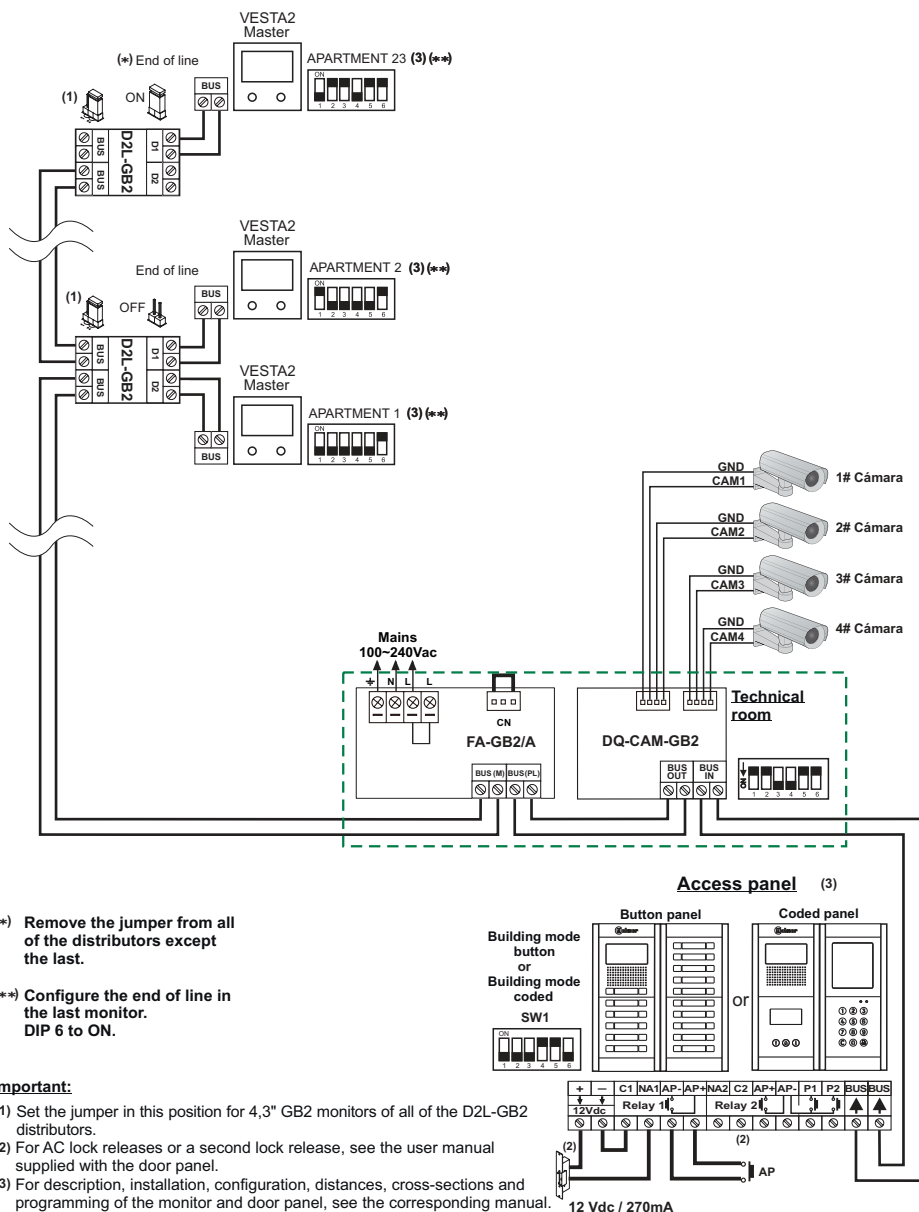 VESTA2
Master
(*) End of line
APARTMENT 23 (3) (**)
(1)
ON
BUS
ON
1 2 3 4 5 6
BUS
BUS
D2L-GB2
D1
D2
VESTA2
Master
End of line
APARTMENT 2 (3) (**)
(1)
OFF
BUS
ON
1 2 3 4 5 6
BUS
BUS
D2L-GB2
D1
D2
VESTA2
Master
APARTMENT 1 (3) (**)
ON
1 2 3 4 5 6
BUS
GND
CAM1
1# Cámara
GND
CAM2
2# Cámara
GND
CAM3
3# Cámara
GND
CAM4
4# Cámara
Mains
100~240Vac
N L L
CN
FA-GB2/A
BUS (M) BUS(PL)
DQ-CAM-GB2
BUS OUT
BUS IN
Technical
room
ON
1 2 3 4 5 6
Access panel (3)
Button panel
Coded panel
or
Building mode
button
or
Building mode
coded
SW1
ON
1 2 3 4 5 6
*) Remove the jumper from all
of the distributors except
the last.
**) Configure the end of line in
the last monitor.
DIP 6 to ON.
mportant:
1) Set the jumper in this position for 4,3" GB2 monitors of all of the D2L-GB2
distributors.
2) For AC lock releases or a second lock release, see the user manual
supplied with the door panel.
3) For description, installation, configuration, distances, cross-sections and
programming of the monitor and door panel, see the corresponding manual.
+ – C1 NA1 AP- AP+ NA2 C2 AP+ AP- P1 P2 BUS BUS
12Vdc
Relay 1
Relay 2
(2)
(2)
AP
12 Vdc / 270mA